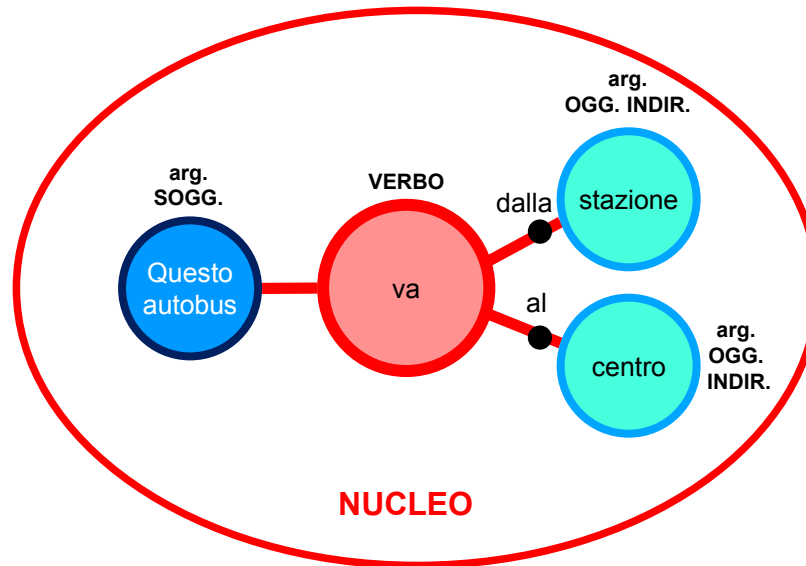 arg.
OGG. INDIR.
arg.
SOGG.
VERBO
dalla
stazione
Questo
autobus
va
al
centro
arg.
OGG.
INDIR.
NUCLEO